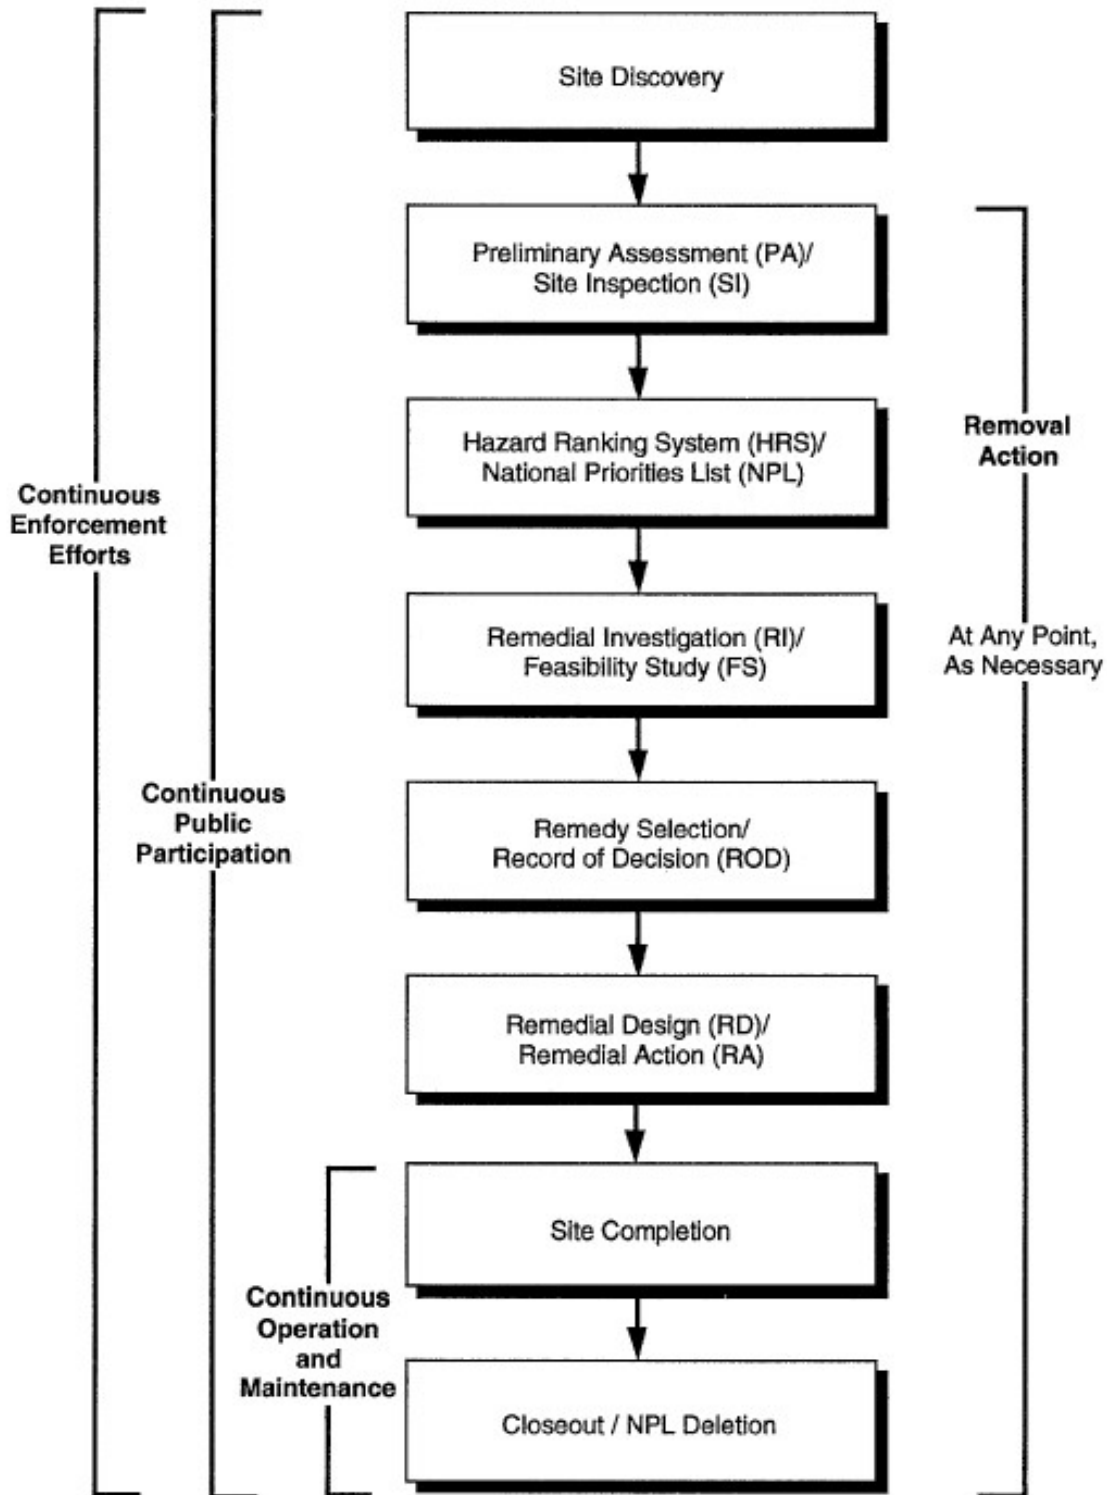 Site Discovery
Preliminary Assessment (PA)/
Site Inspection (SI)
Hazard Ranking System (HRS)/
National Priorities List (NPL)
Remedial Investigation (RI)/
Feasibility Study (FS)
Remedy Selection/
Record of Decision (ROD)
Remedial Design (RD)/
Remedial Action (RA)
Site Completion
Closeout / NPL Deletion
Continuous
Enforcement
Efforts
Continuous
Public
Participation
Continuous
Operation
and
Maintenance
Removal
Action
At Any Point,
As Necessary